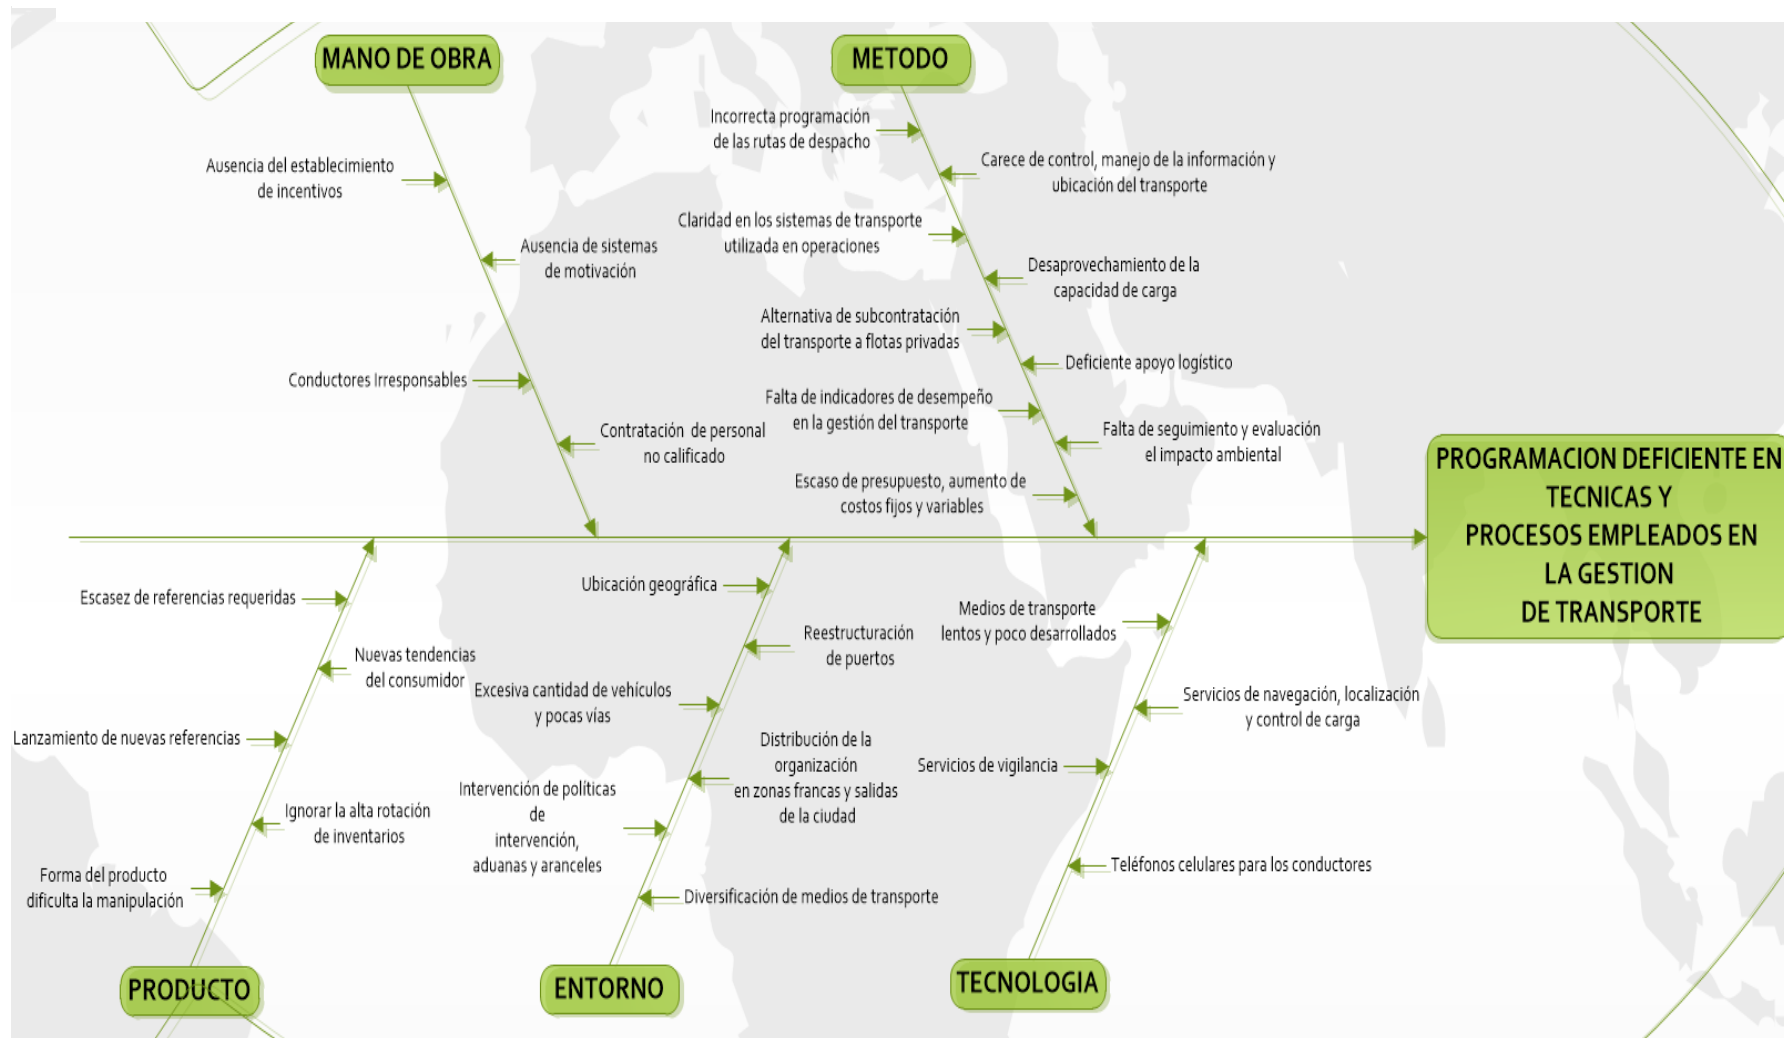 MANO DE OBRA
Ausencia del establecimiento
de incentivos
Ausencia de sistemas
de motivación
Conductores Irresponsables
Contratación de personal
no calificado
METODO
Incorrecta programación
de las rutas de despacho
Carece de control, manejo de la información y
ubicación del transporte
Claridad en los sistemas de transporte
utilizada en operaciones
Desaprovechamiento de la
capacidad de carga
Alternativa de subcontratación
del transporte a flotas privadas
Deficiente apoyo logístico
Falta de indicadores de desempeño
en la gestión del transporte
Falta de seguimiento y evaluación
el impacto ambiental
Escaso de presupuesto, aumento de
costos fijos y variables
PROGRAMACION DEFICIENTE EN
TECNICAS Y
PROCESOS EMPLEADOS EN
LA GESTION
DE TRANSPORTE
Escasez de referencias requeridas
Nuevas tendencias
del consumidor
Lanzamiento de nuevas referencias
Ignorar la alta rotación
de inventarios
Forma del producto
dificulta la manipulación
PRODUCTO
Ubicación geográfica
Reestructuración
de puertos
Excesiva cantidad de vehículos
y pocas vías
Distribución de la
organización
en zonas francas y salidas
de la ciudad
Intervención de políticas
de
intervención,
aduanas y aranceles
Diversificación de medios de transporte
ENTORNO
Medios de transporte
lentos y poco desarrollados
Servicios de navegación, localización
y control de carga
Servicios de vigilancia
Teléfonos celulares para los conductores
TECNOLOGIA